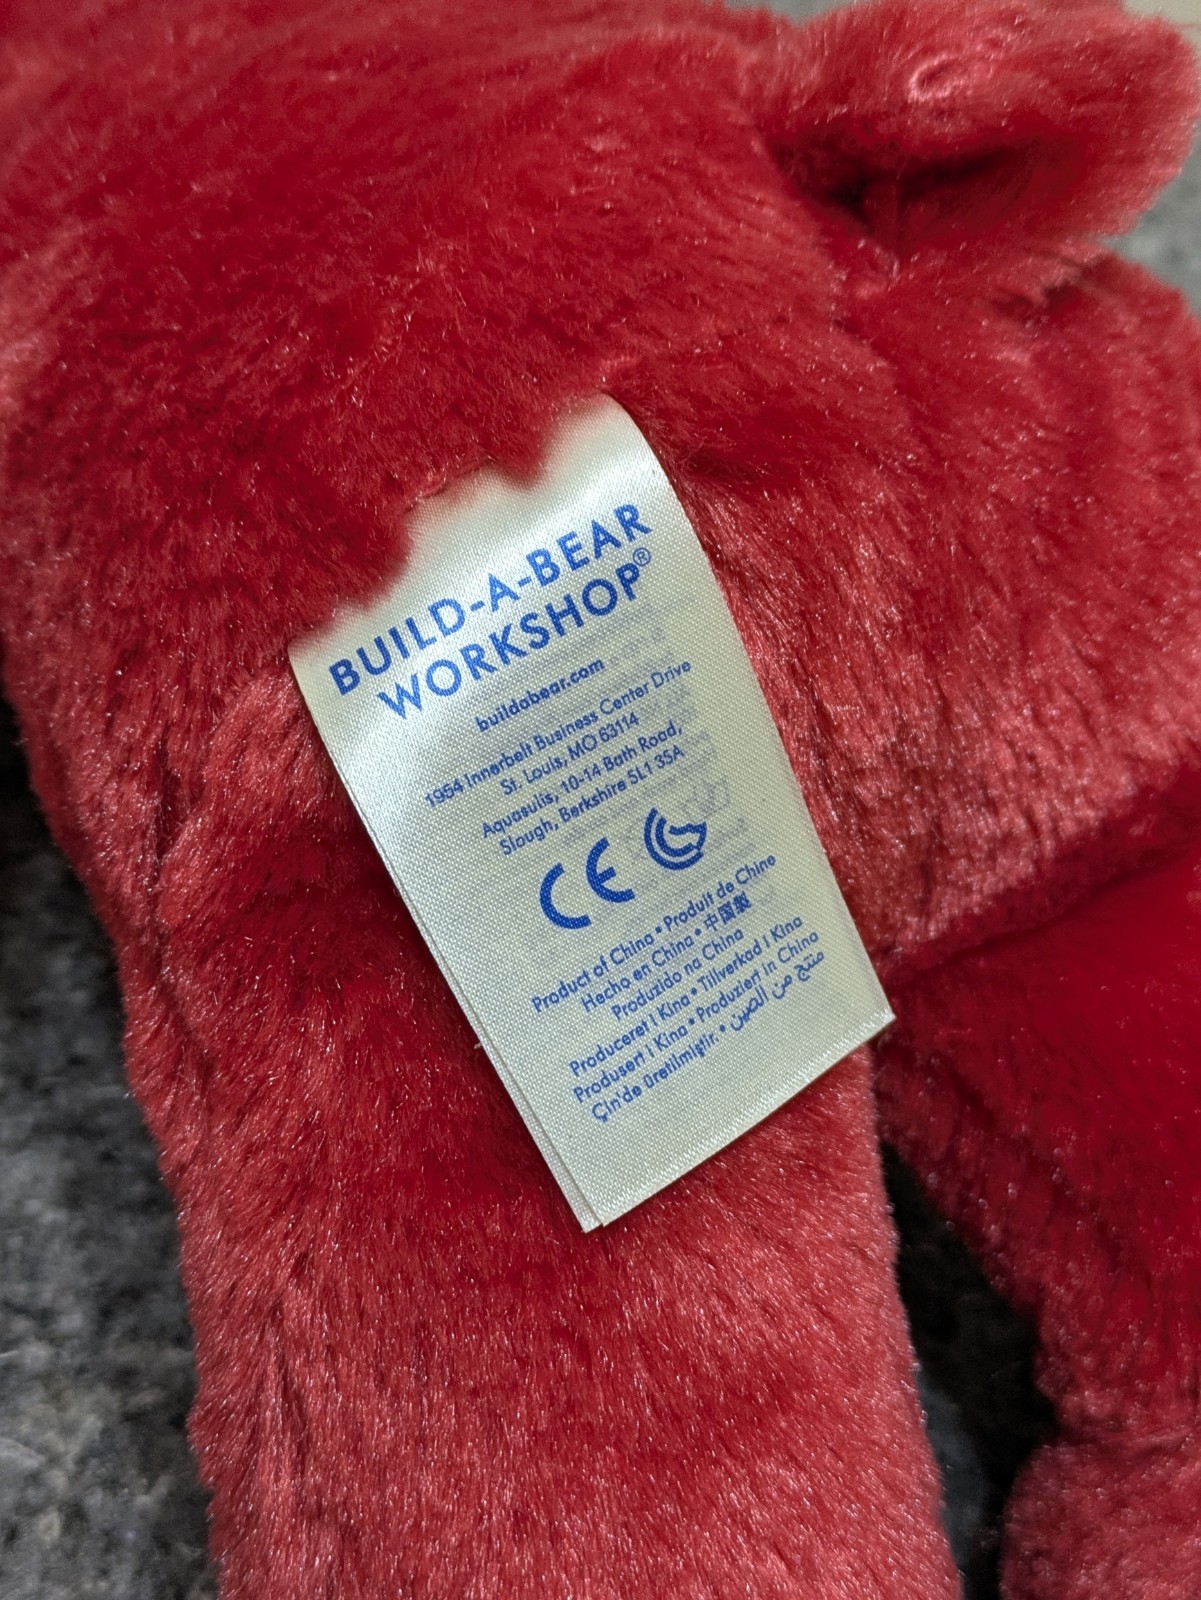 BUILD-A-BEAR
WORKSHOP®
buildabear.com
1954 Innerbelt Business Center Drive
St. Louis, MO 63114
Aquasulis, 10-14 Bath Road,
Slough, Berkshire SL1 3SA
CE
Product of China • Produit de Chine
Hecho en China • 中国製
Produzido na China
Produceret i Kina • Tillverkad i Kina
Produsert i Kina • Produziert in China
Çin'de üretilmiştir. • منتج من الصين